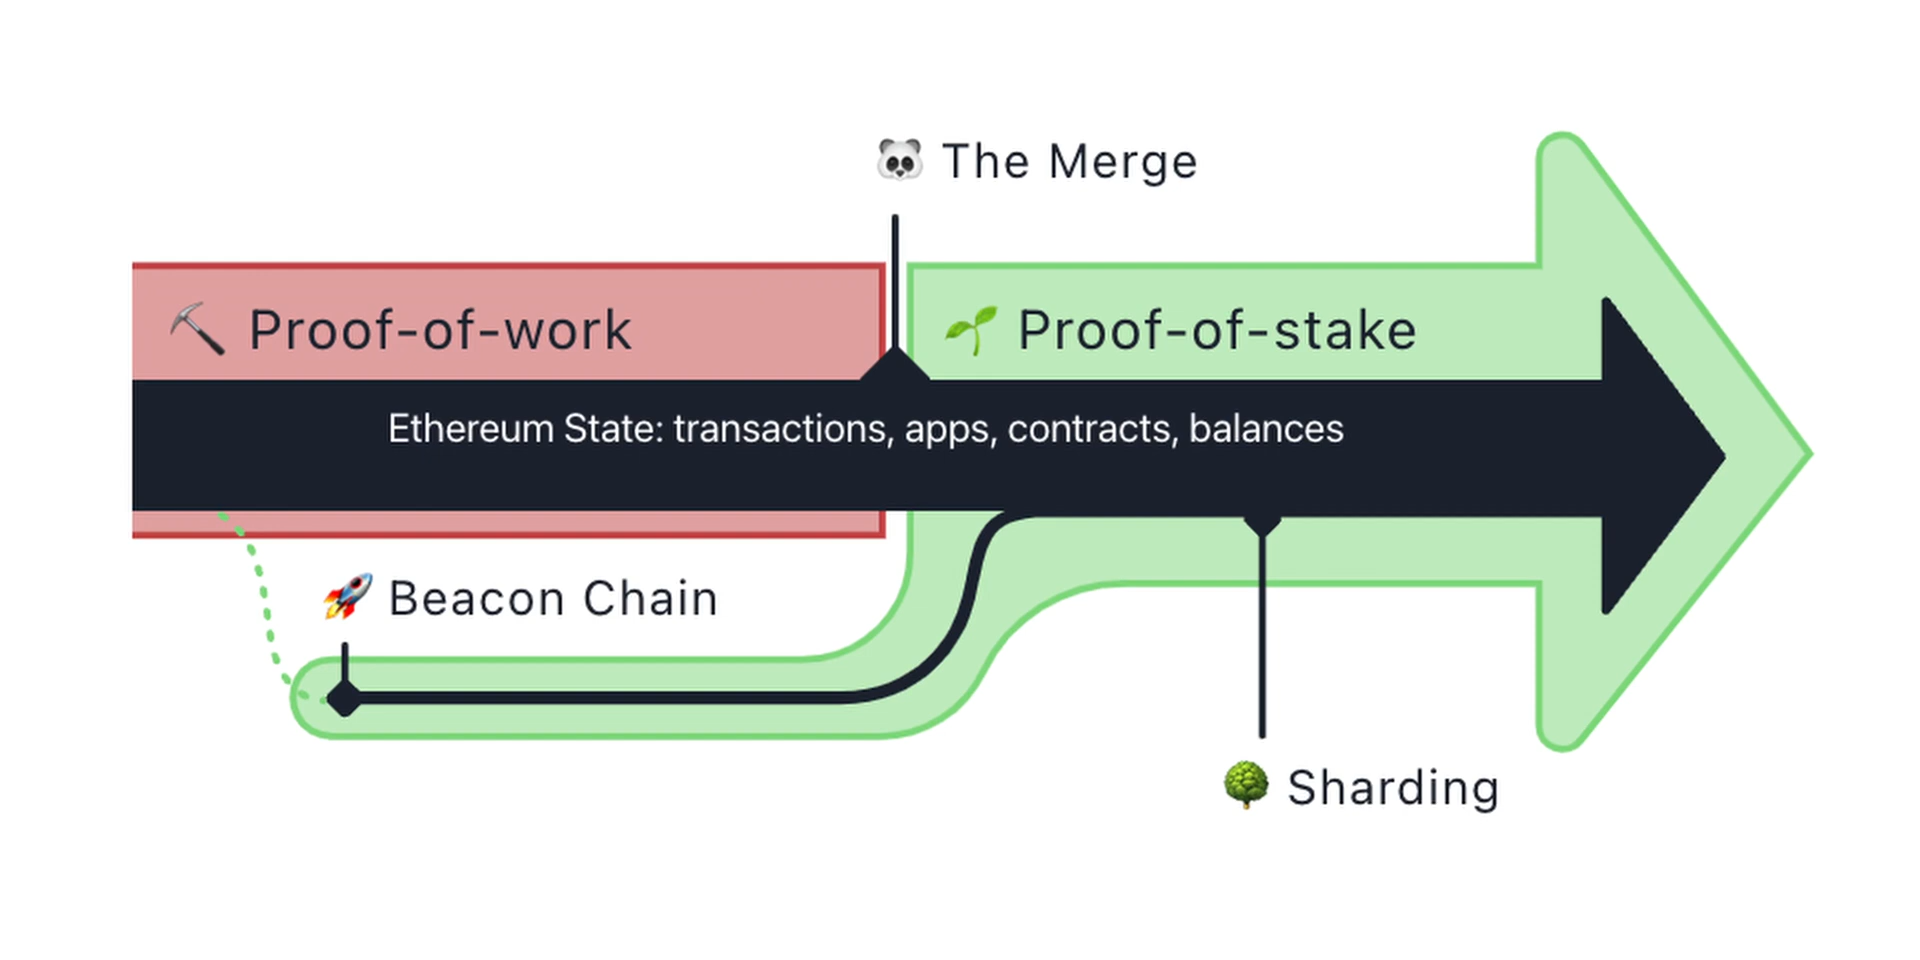 The Merge
Proof-of-work
Proof-of-stake
Ethereum State: transactions, apps, contracts, balances
Beacon Chain
Sharding